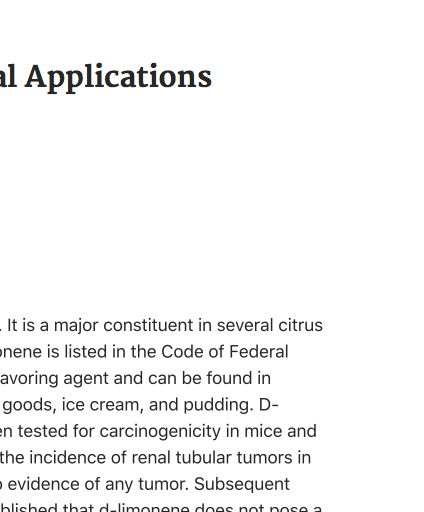 al Applications
. It is a major constituent in several citrus
onene is listed in the Code of Federal
avoring agent and can be found in
goods, ice cream, and pudding. D-
en tested for carcinogenicity in mice and
the incidence of renal tubular tumors in
o evidence of any tumor. Subsequent
blished that d-limonene does not pose a